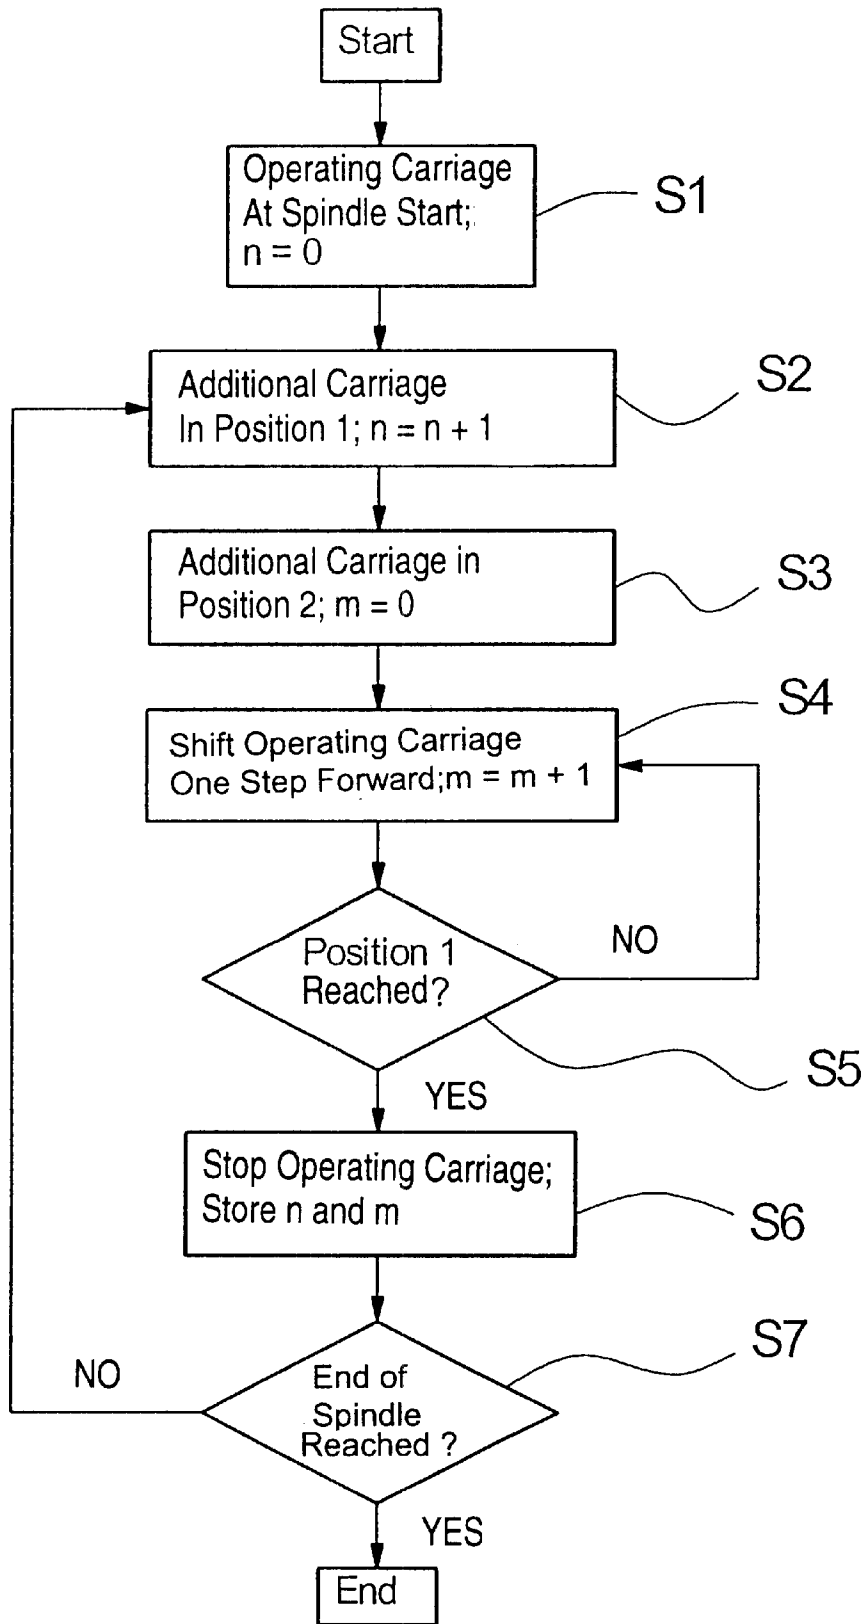 Start
Operating Carriage
At Spindle Start;
n = 0
S1
Additional Carriage
In Position 1; n = n + 1
S2
Additional Carriage in
Position 2; m = 0
S3
Shift Operating Carriage
One Step Forward;m = m + 1
S4
Position 1
Reached?
NO
S5
YES
Stop Operating Carriage;
Store n and m
S6
End of
Spindle
Reached ?
NO
S7
YES
End